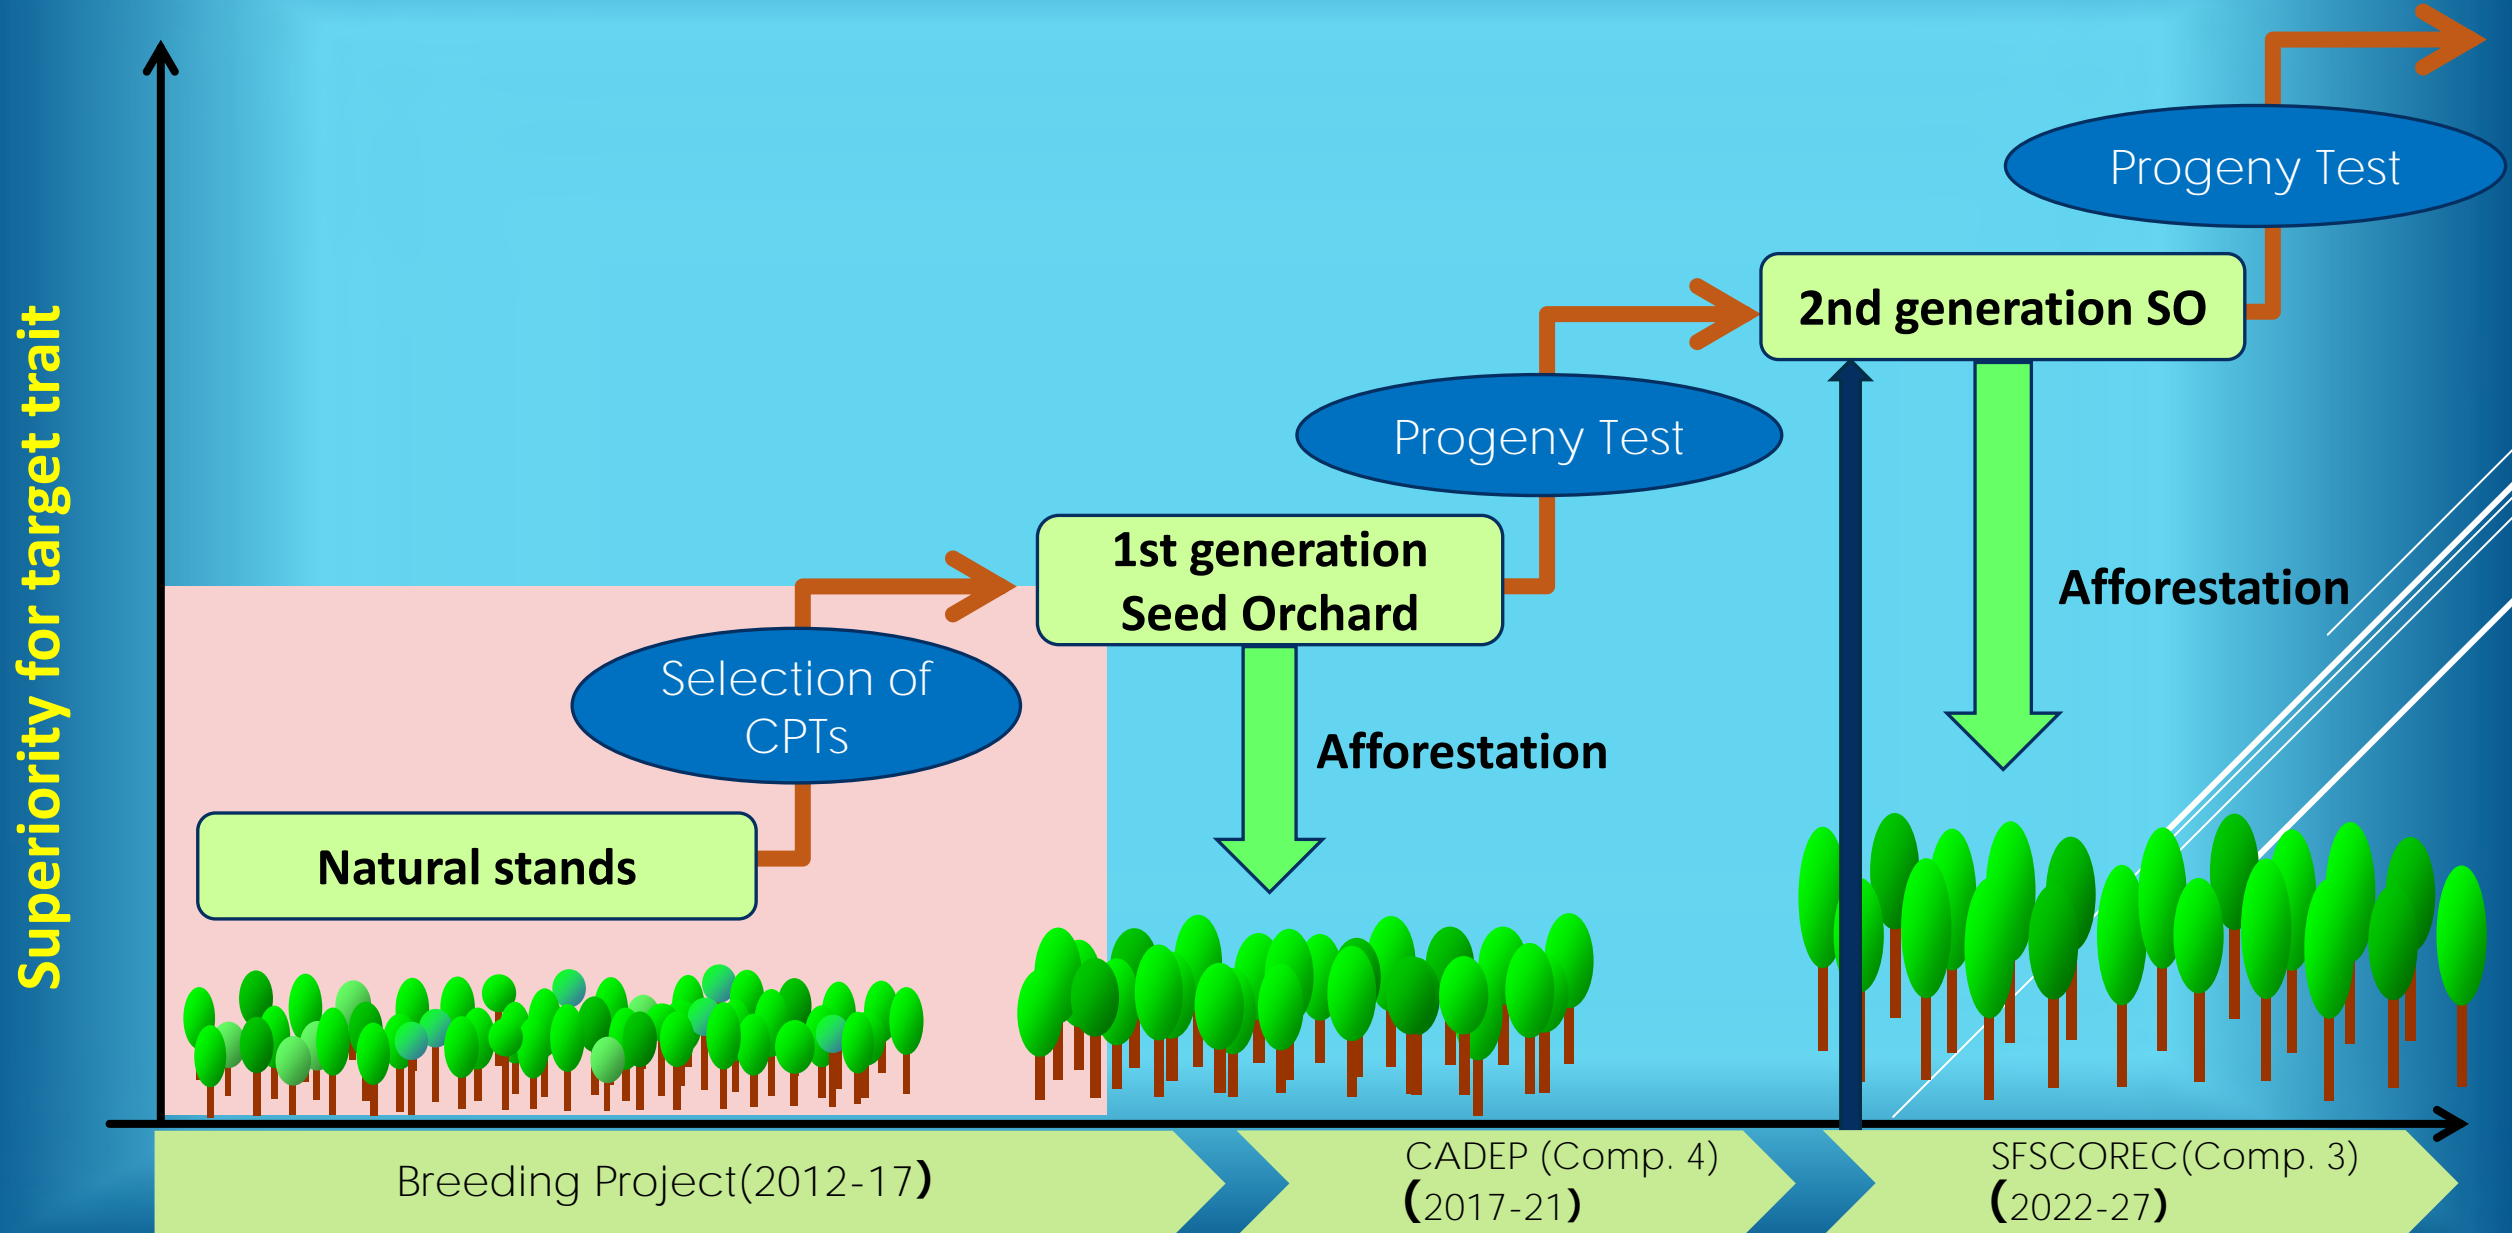 Superiority for target trait
Progeny Test
2nd generation SO
Progeny Test
1st generation
Seed Orchard
Afforestation
Selection of
CPTs
Afforestation
Natural stands
Breeding Project(2012-17)
CADEP (Comp. 4)
(2017-21)
SFSCOREC(Comp. 3)
(2022-27)